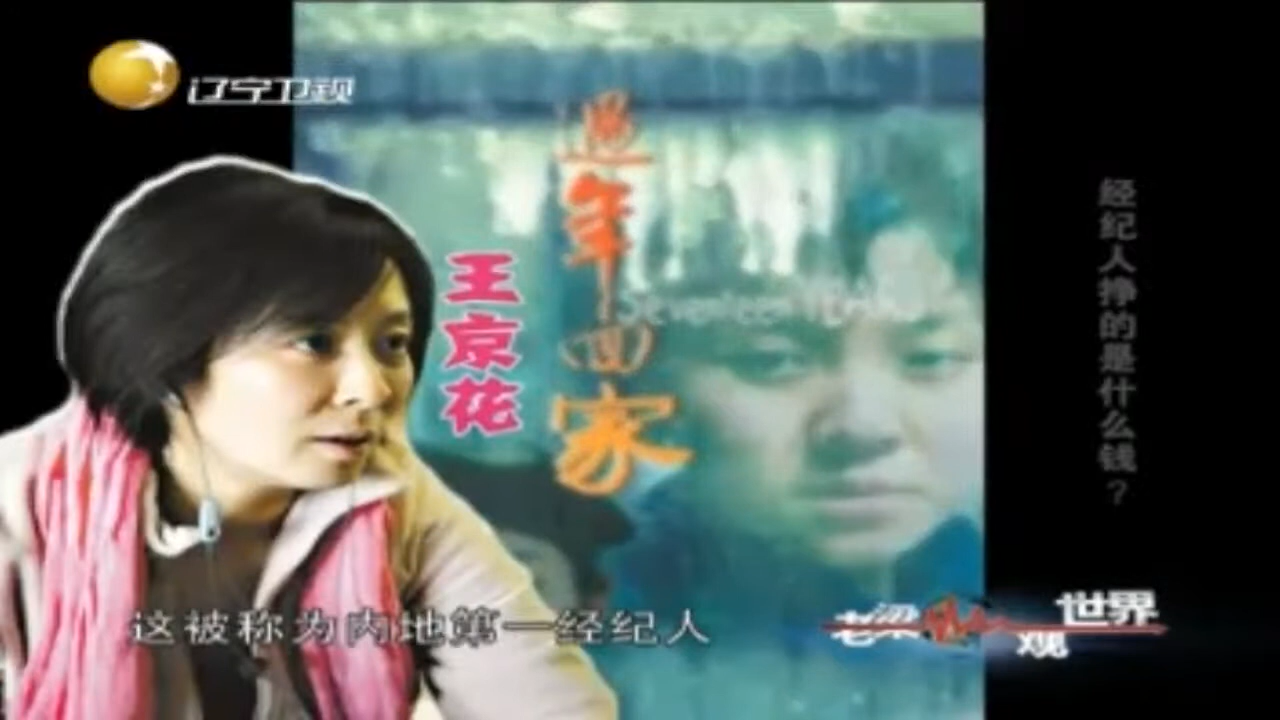 辽宁卫视
過年回家
Seventeen Years
王京花
经纪人挣的是什么钱？
这被称为内地第一经纪人
老梁
世界
观